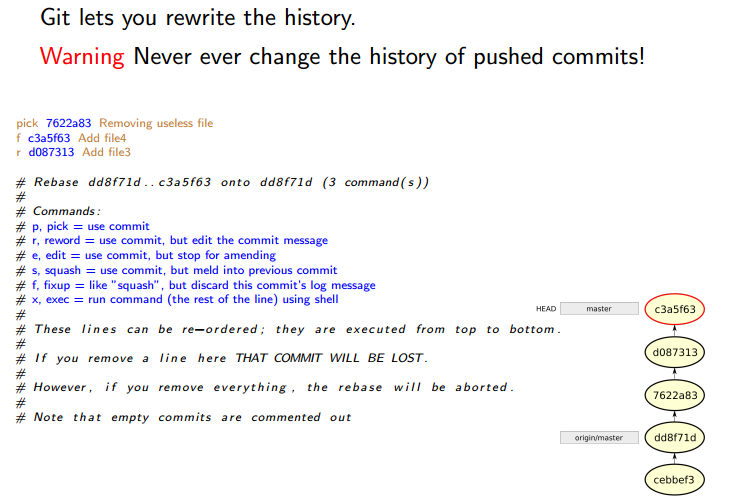 Git lets you rewrite the history.
Warning Never ever change the history of pushed commits!
pick 7622a83 Removing useless file
f c3a5f63 Add file4
r d087313 Add file3
# Rebase dd8f71d..c3a5f63 onto dd8f71d (3 command(s))
#
# Commands:
# p, pick = use commit
# r, reword = use commit, but edit the commit message
# e, edit = use commit, but stop for amending
# s, squash = use commit, but meld into previous commit
# f, fixup = like "squash", but discard this commit's log message
# x, exec = run command (the rest of the line) using shell
#
# These lines can be re-ordered; they are executed from top to bottom.
#
# If you remove a line here THAT COMMIT WILL BE LOST.
#
# However, if you remove everything, the rebase will be aborted.
#
# Note that empty commits are commented out
HEAD master c3a5f63
d087313
7622a83
origin/master dd8f71d
cebbef3